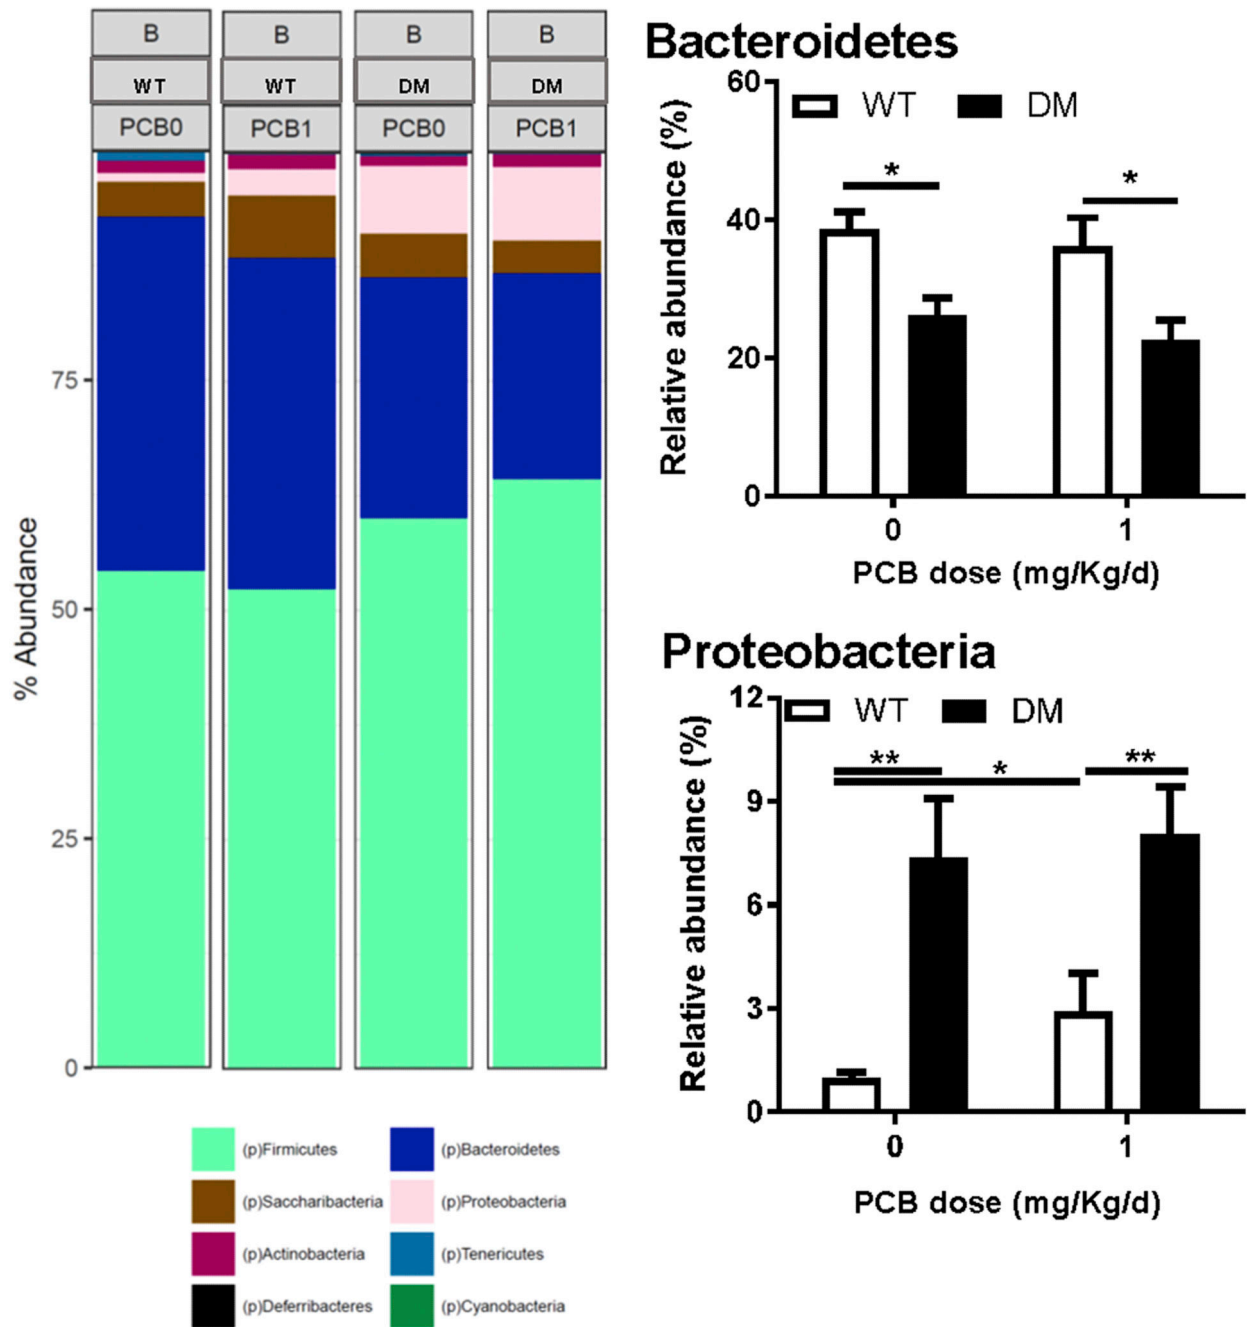 B B B B
WT WT DM DM
PCB0 PCB1 PCB0 PCB1
% Abundance
75
50
25
0
(p)Firmicutes (p)Bacteroidetes
(p)Saccharibacteria (p)Proteobacteria
(p)Actinobacteria (p)Tenericutes
(p)Deferribacteres (p)Cyanobacteria
Bacteroidetes
Relative abundance (%)
60
40
20
0
WT DM
* *
0 1
PCB dose (mg/Kg/d)
Proteobacteria
Relative abundance (%)
12
9
6
3
0
WT DM
** * **
0 1
PCB dose (mg/Kg/d)